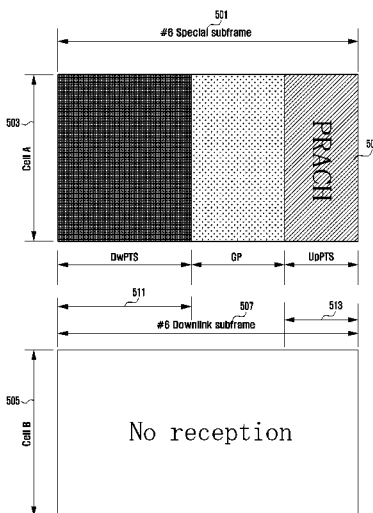 501
#6 Special subframe
503
Cell A
PRACH
DwPTS
GP
UpPTS
511
507
513
#6 Downlink subframe
505
Cell B
No reception